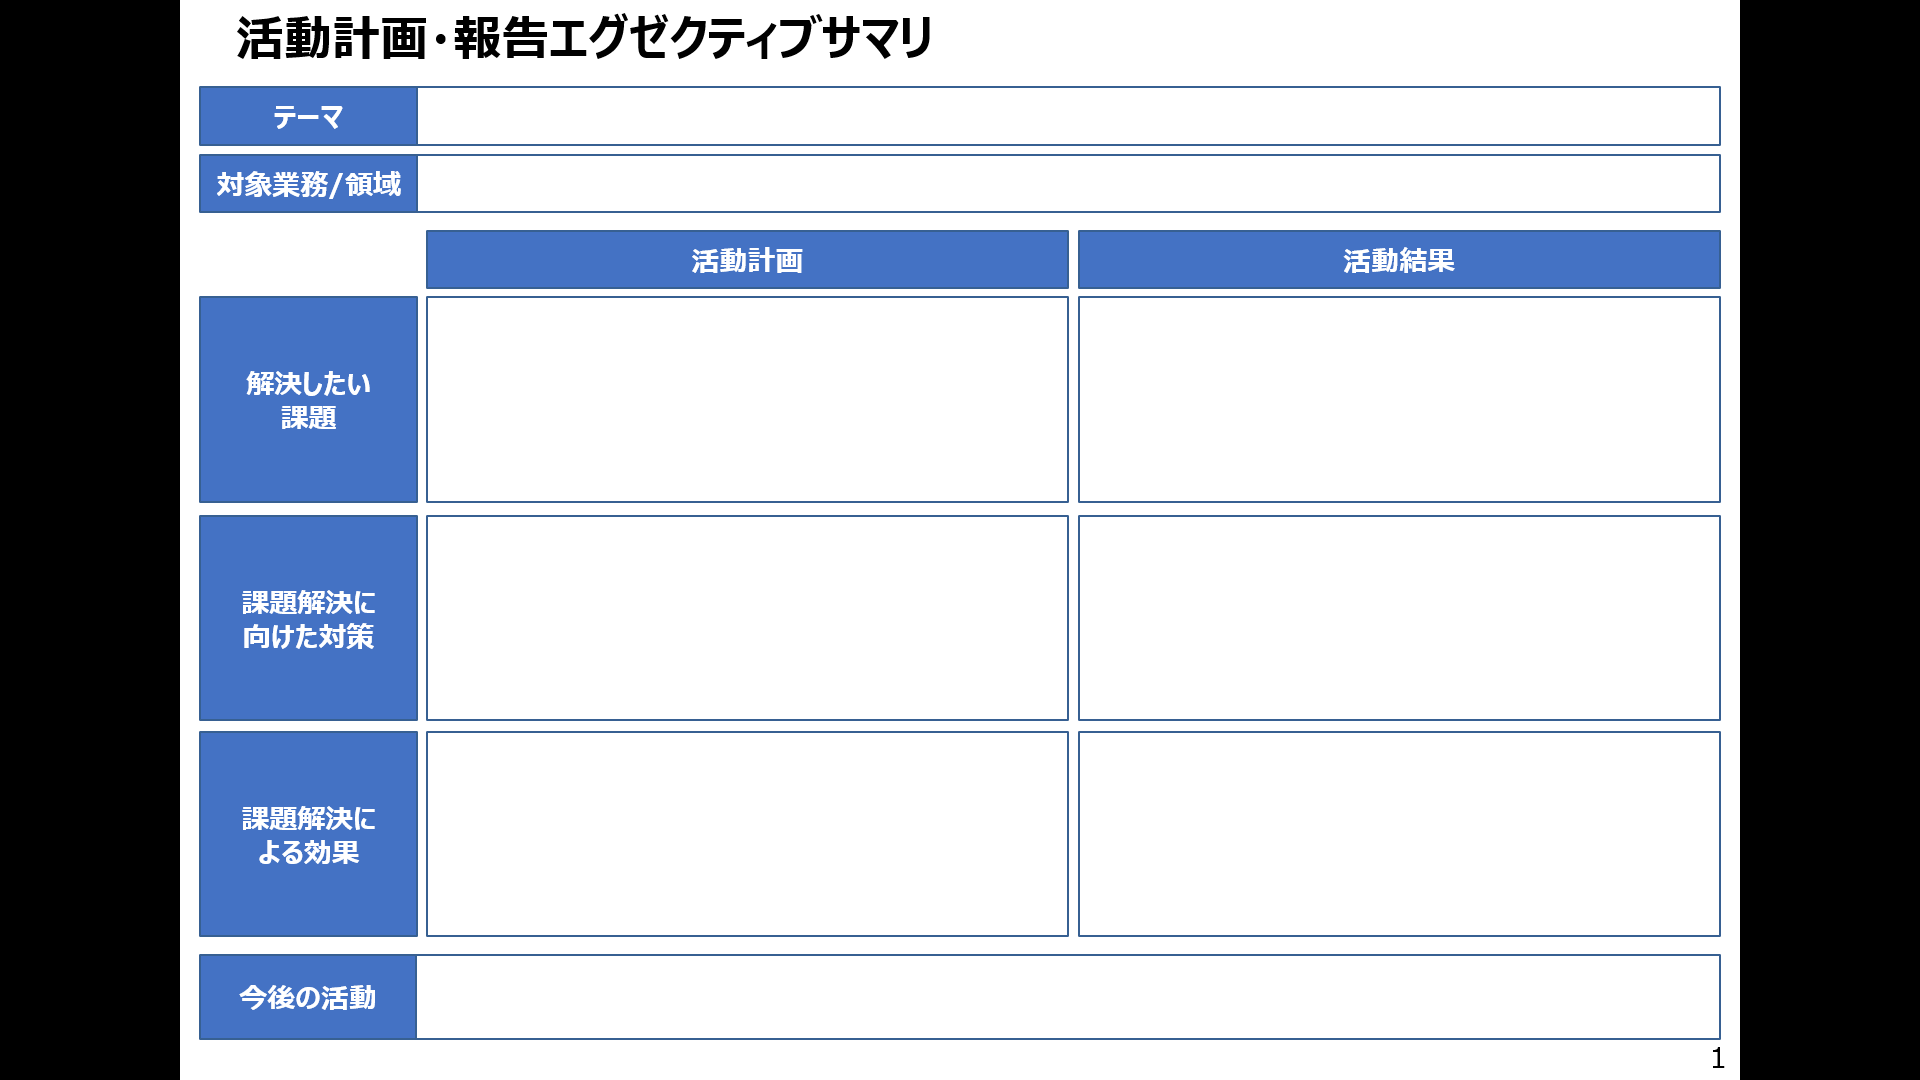 活動計画・報告エグゼクティブサマリ
テーマ
対象業務/領域
活動計画
活動結果
解決したい
課題
課題解決に
向けた対策
課題解決に
よる効果
今後の活動
1